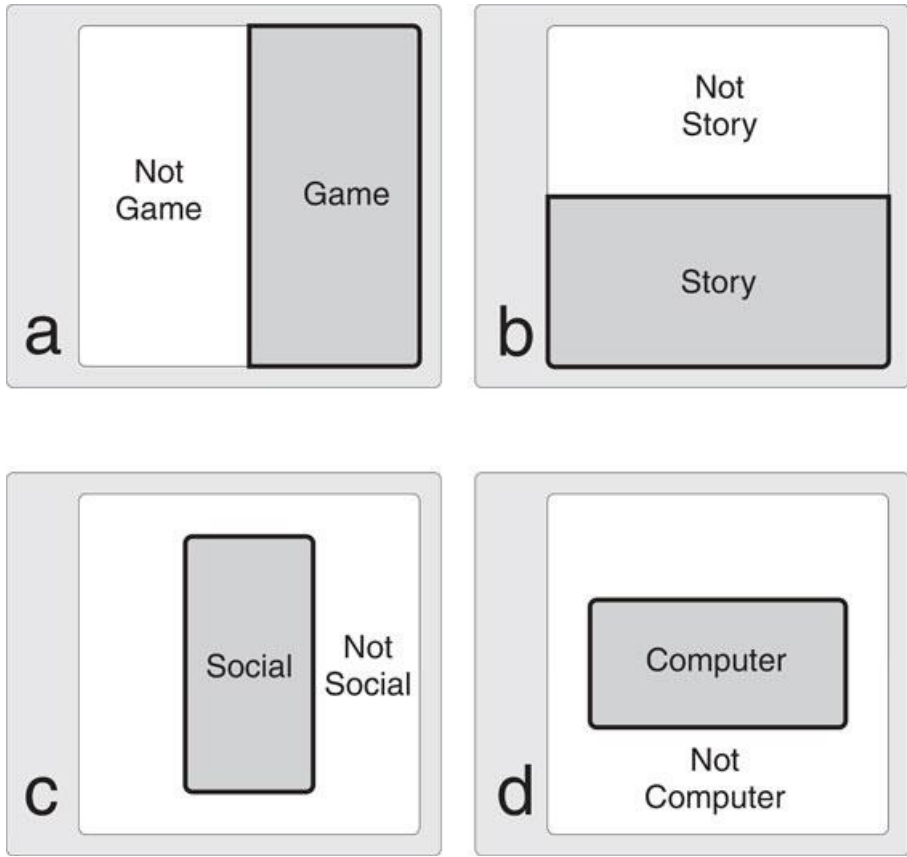 Not
Game
Game
a
Not
Story
Story
b
Social
Not
Social
c
Computer
Not
Computer
d